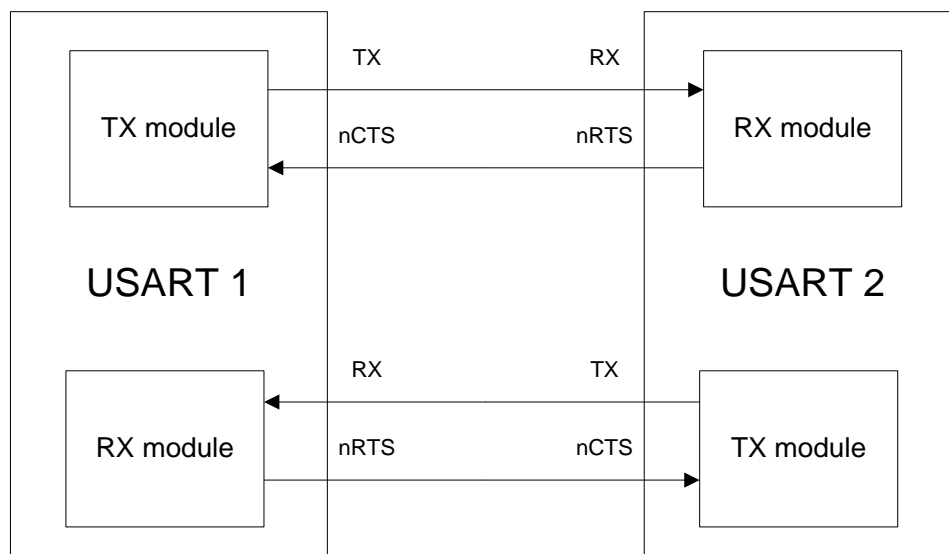 TX RX
TX module RX module
nCTS nRTS
USART 1 USART 2
RX TX
RX module TX module
nRTS nCTS